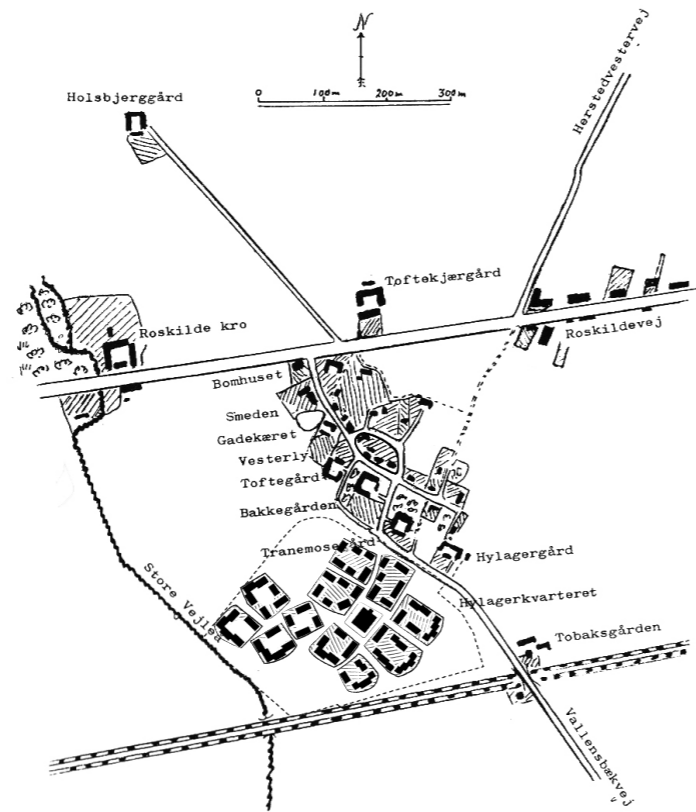 N
0 100m 200m 300m
Herstedvestervej
Holsbjerggård
Tøftekjærgård
Roskilde kro
Roskildevej
Bomhuset
Smeden
Gadekæret
Vesterly
Toftegård
Bakkegården
Tranemosegård
Hylagergård
Store Vejleå
Hylagerkvarteret
Tobaksgården
Vallensbækvej